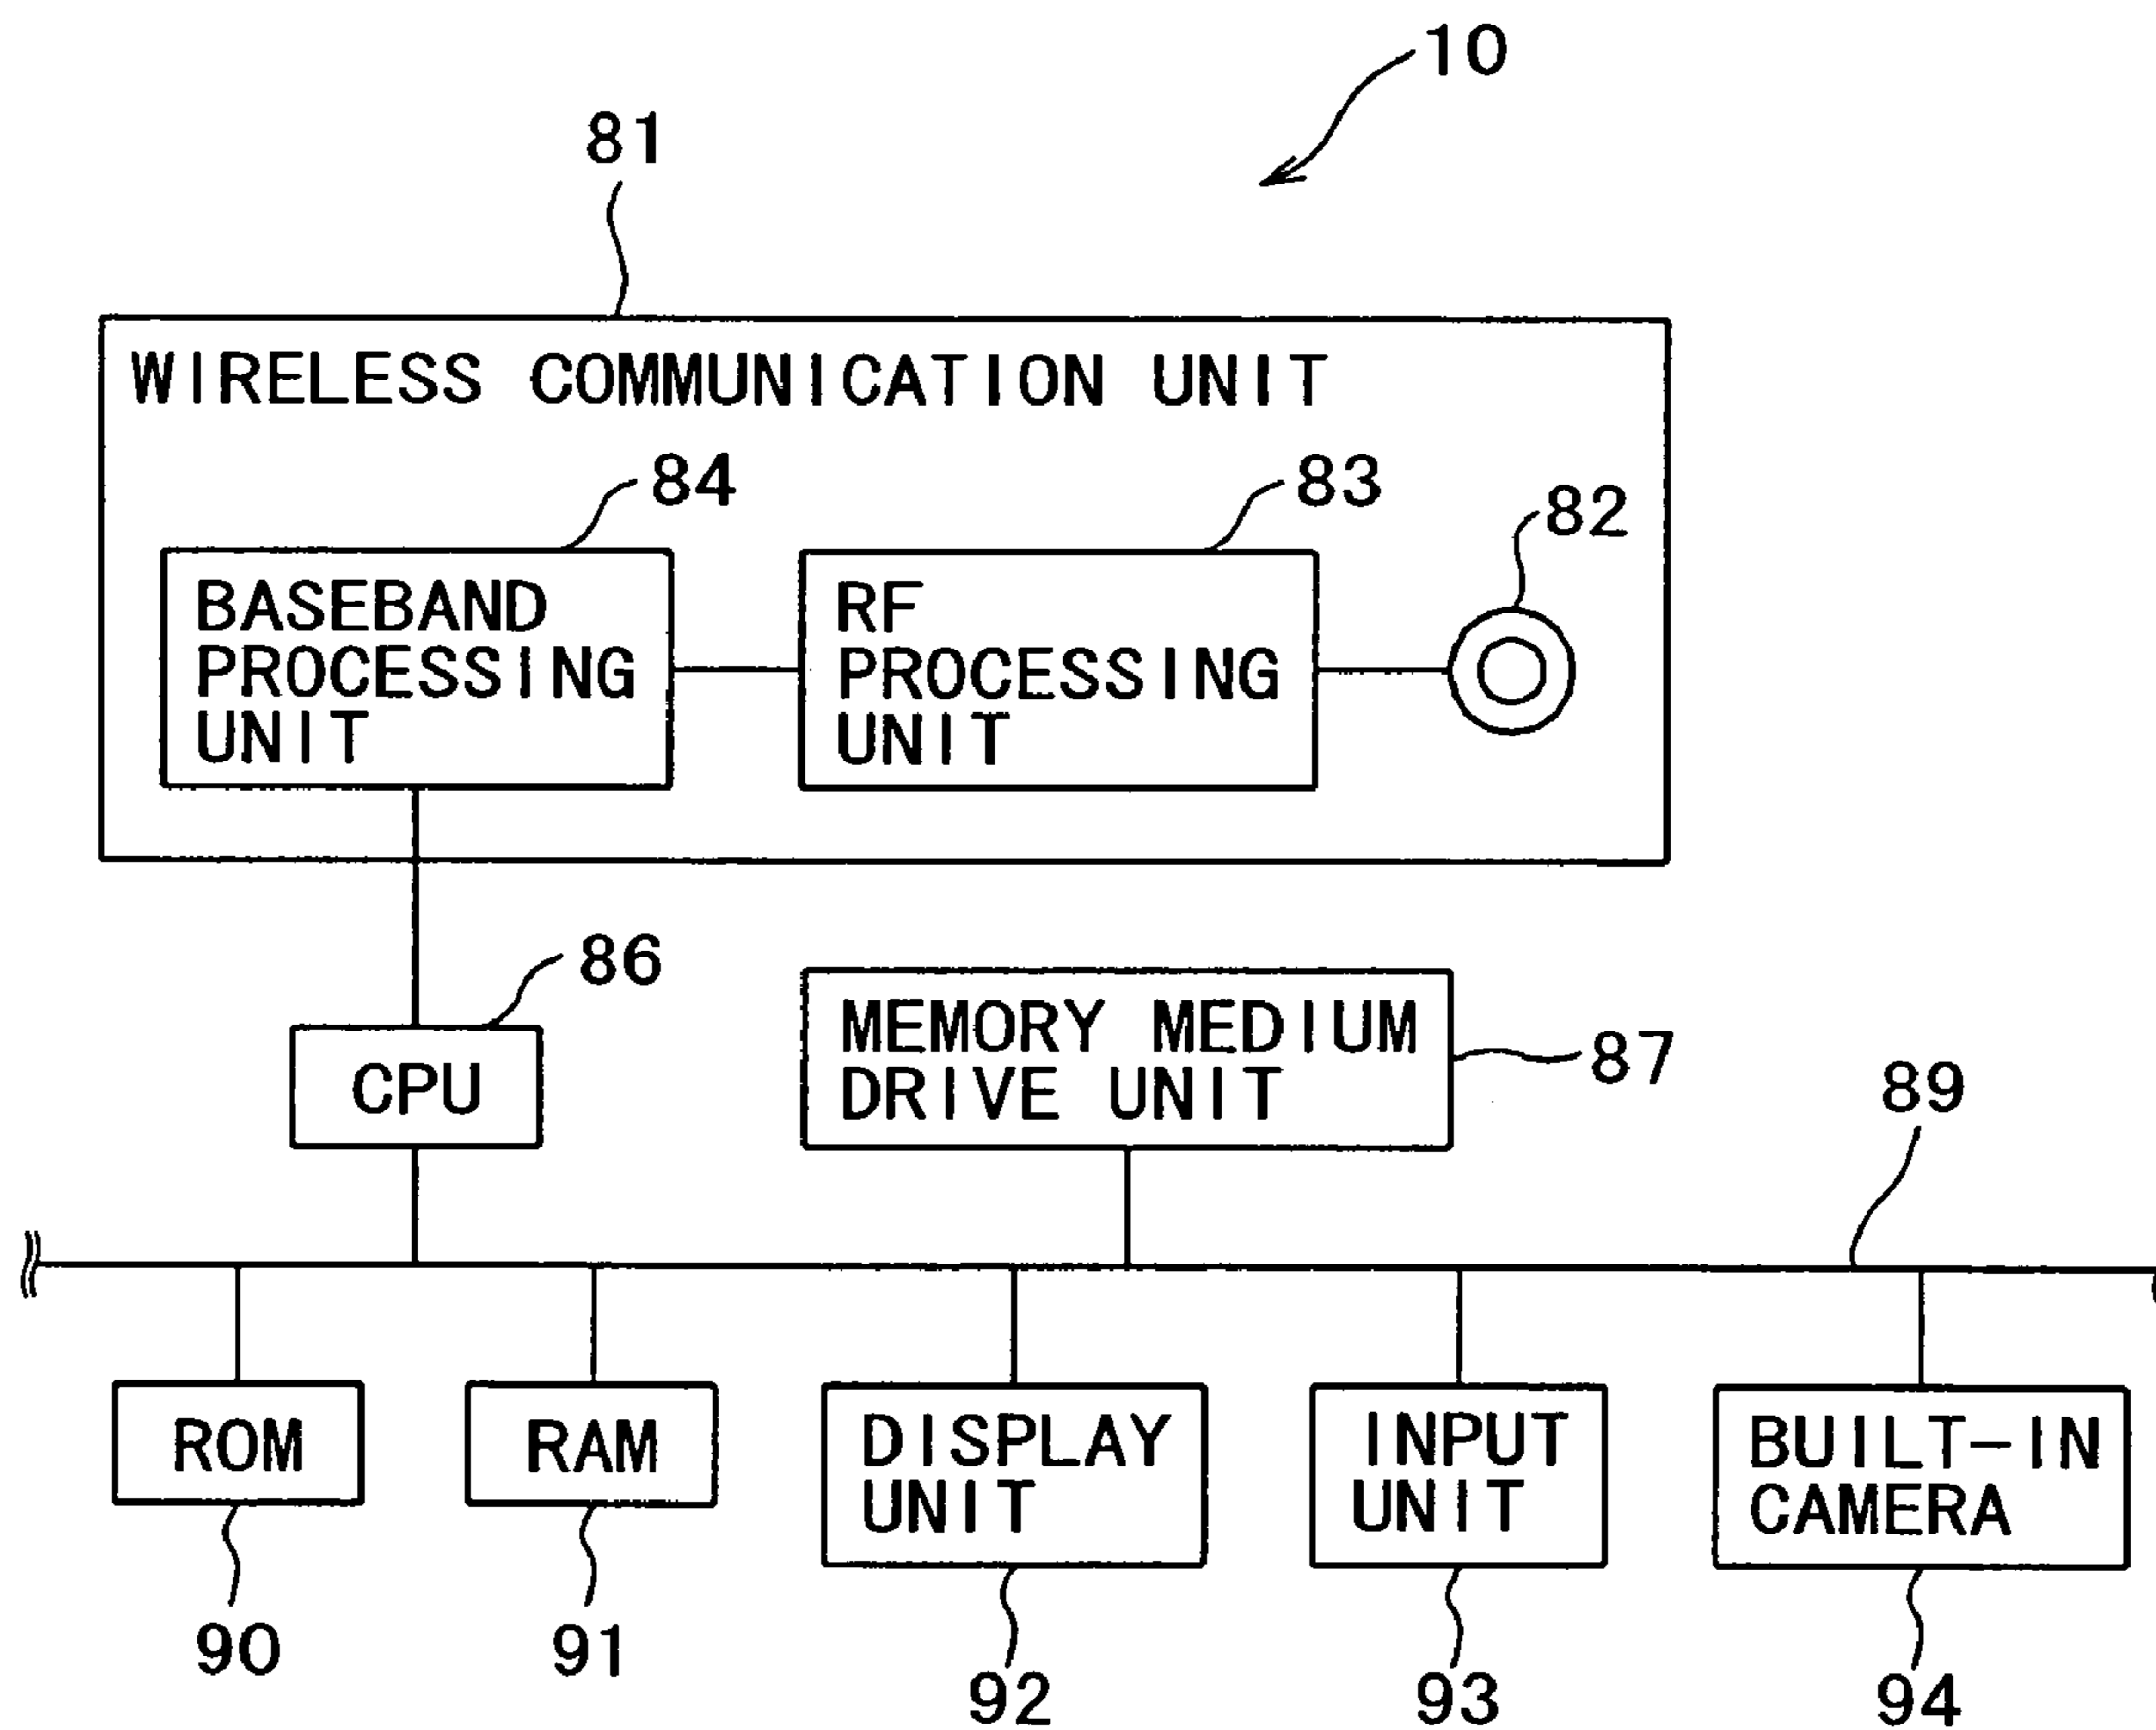 10
81
WIRELESS COMMUNICATION UNIT
84
83
82
BASEBAND
PROCESSING
UNIT
RF
PROCESSING
UNIT
86
CPU
MEMORY MEDIUM
DRIVE UNIT
87
89
ROM
RAM
DISPLAY
UNIT
INPUT
UNIT
BUILT-IN
CAMERA
90
91
92
93
94